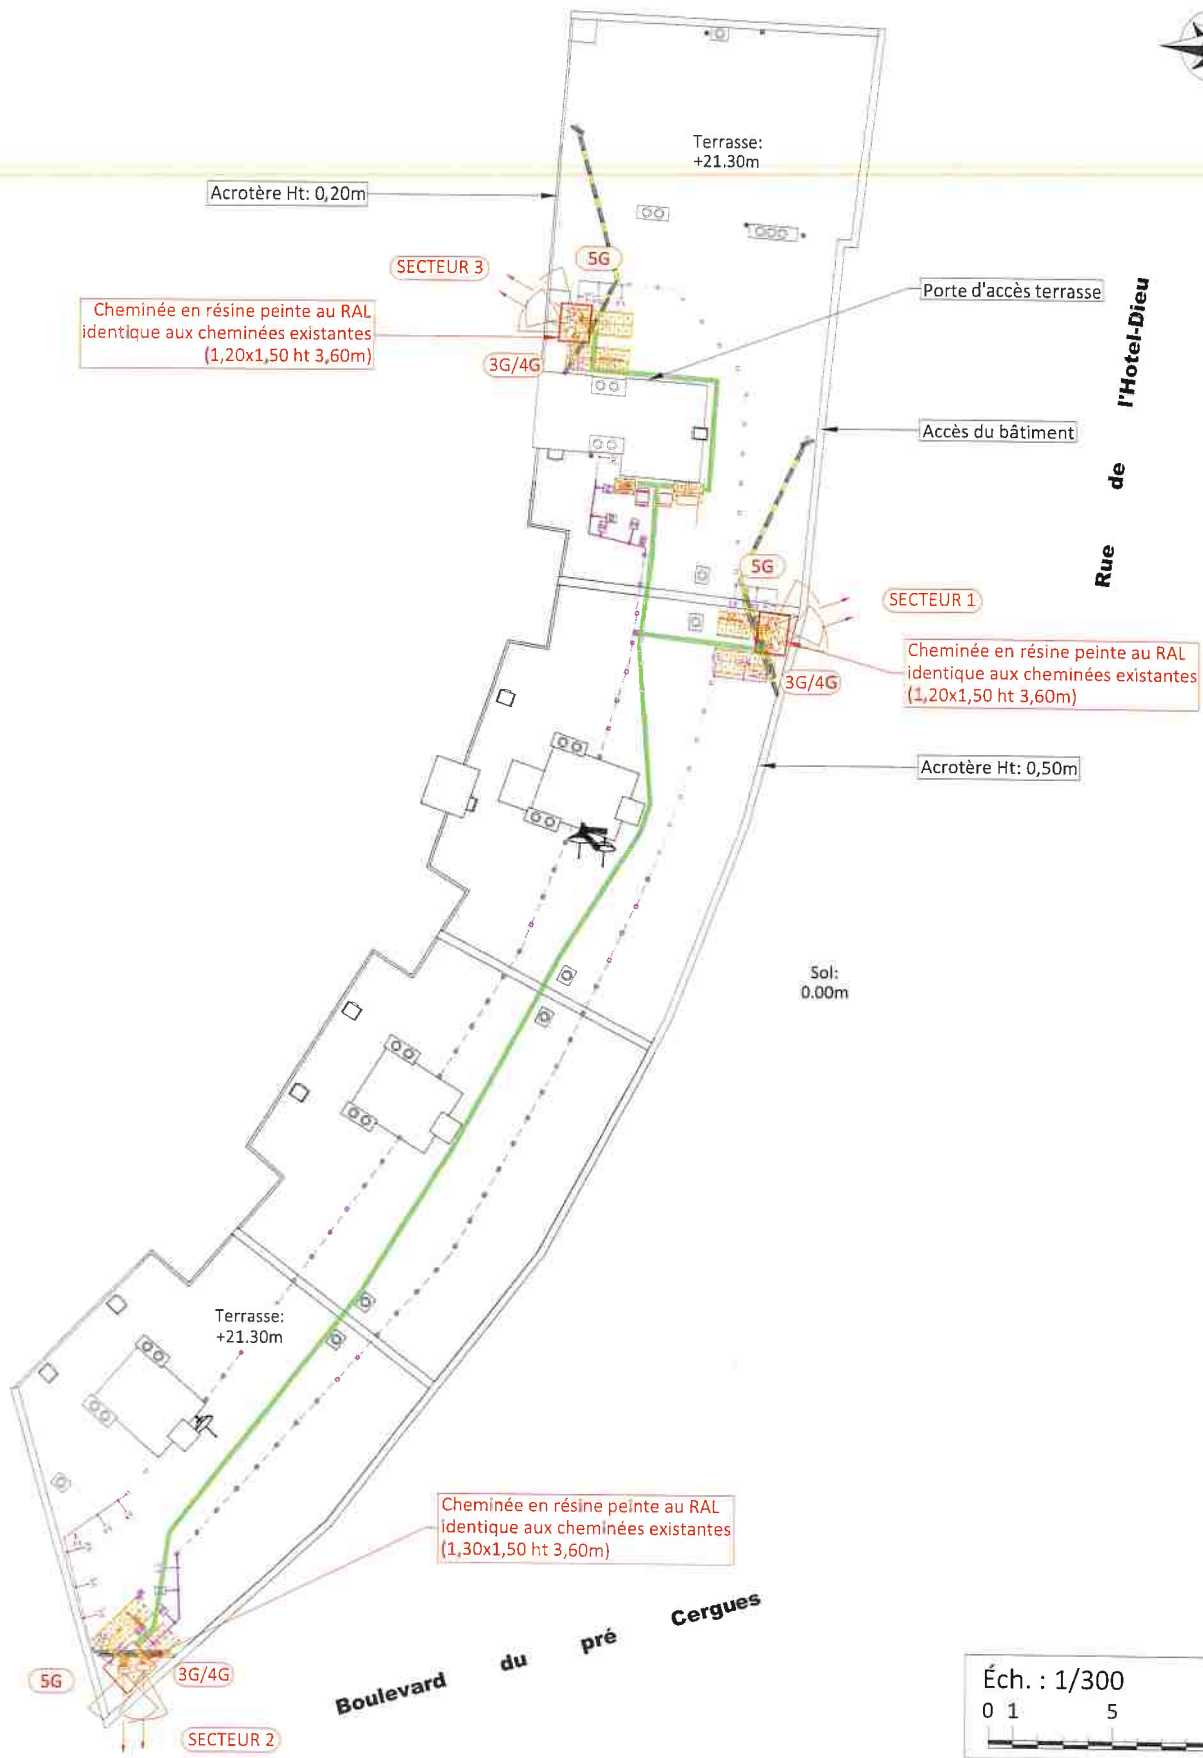 Terrasse:
+21.30m
Acrotère Ht: 0,20m
5G
SECTEUR 3
Porte d'accès terrasse
Cheminée en résine peinte au RAL
identique aux cheminées existantes
(1,20x1,50 ht 3,60m)
3G/4G
Accès du bâtiment
Rue de l'Hotel-Dieu
5G
SECTEUR 1
Cheminée en résine peinte au RAL
identique aux cheminées existantes
(1,20x1,50 ht 3,60m)
3G/4G
Acrotère Ht: 0,50m
Sol:
0.00m
Terrasse:
+21.30m
Cheminée en résine peinte au RAL
identique aux cheminées existantes
(1,30x1,50 ht 3,60m)
Boulevard du pré Cergues
5G
3G/4G
SECTEUR 2
Éch. : 1/300
0 1 5